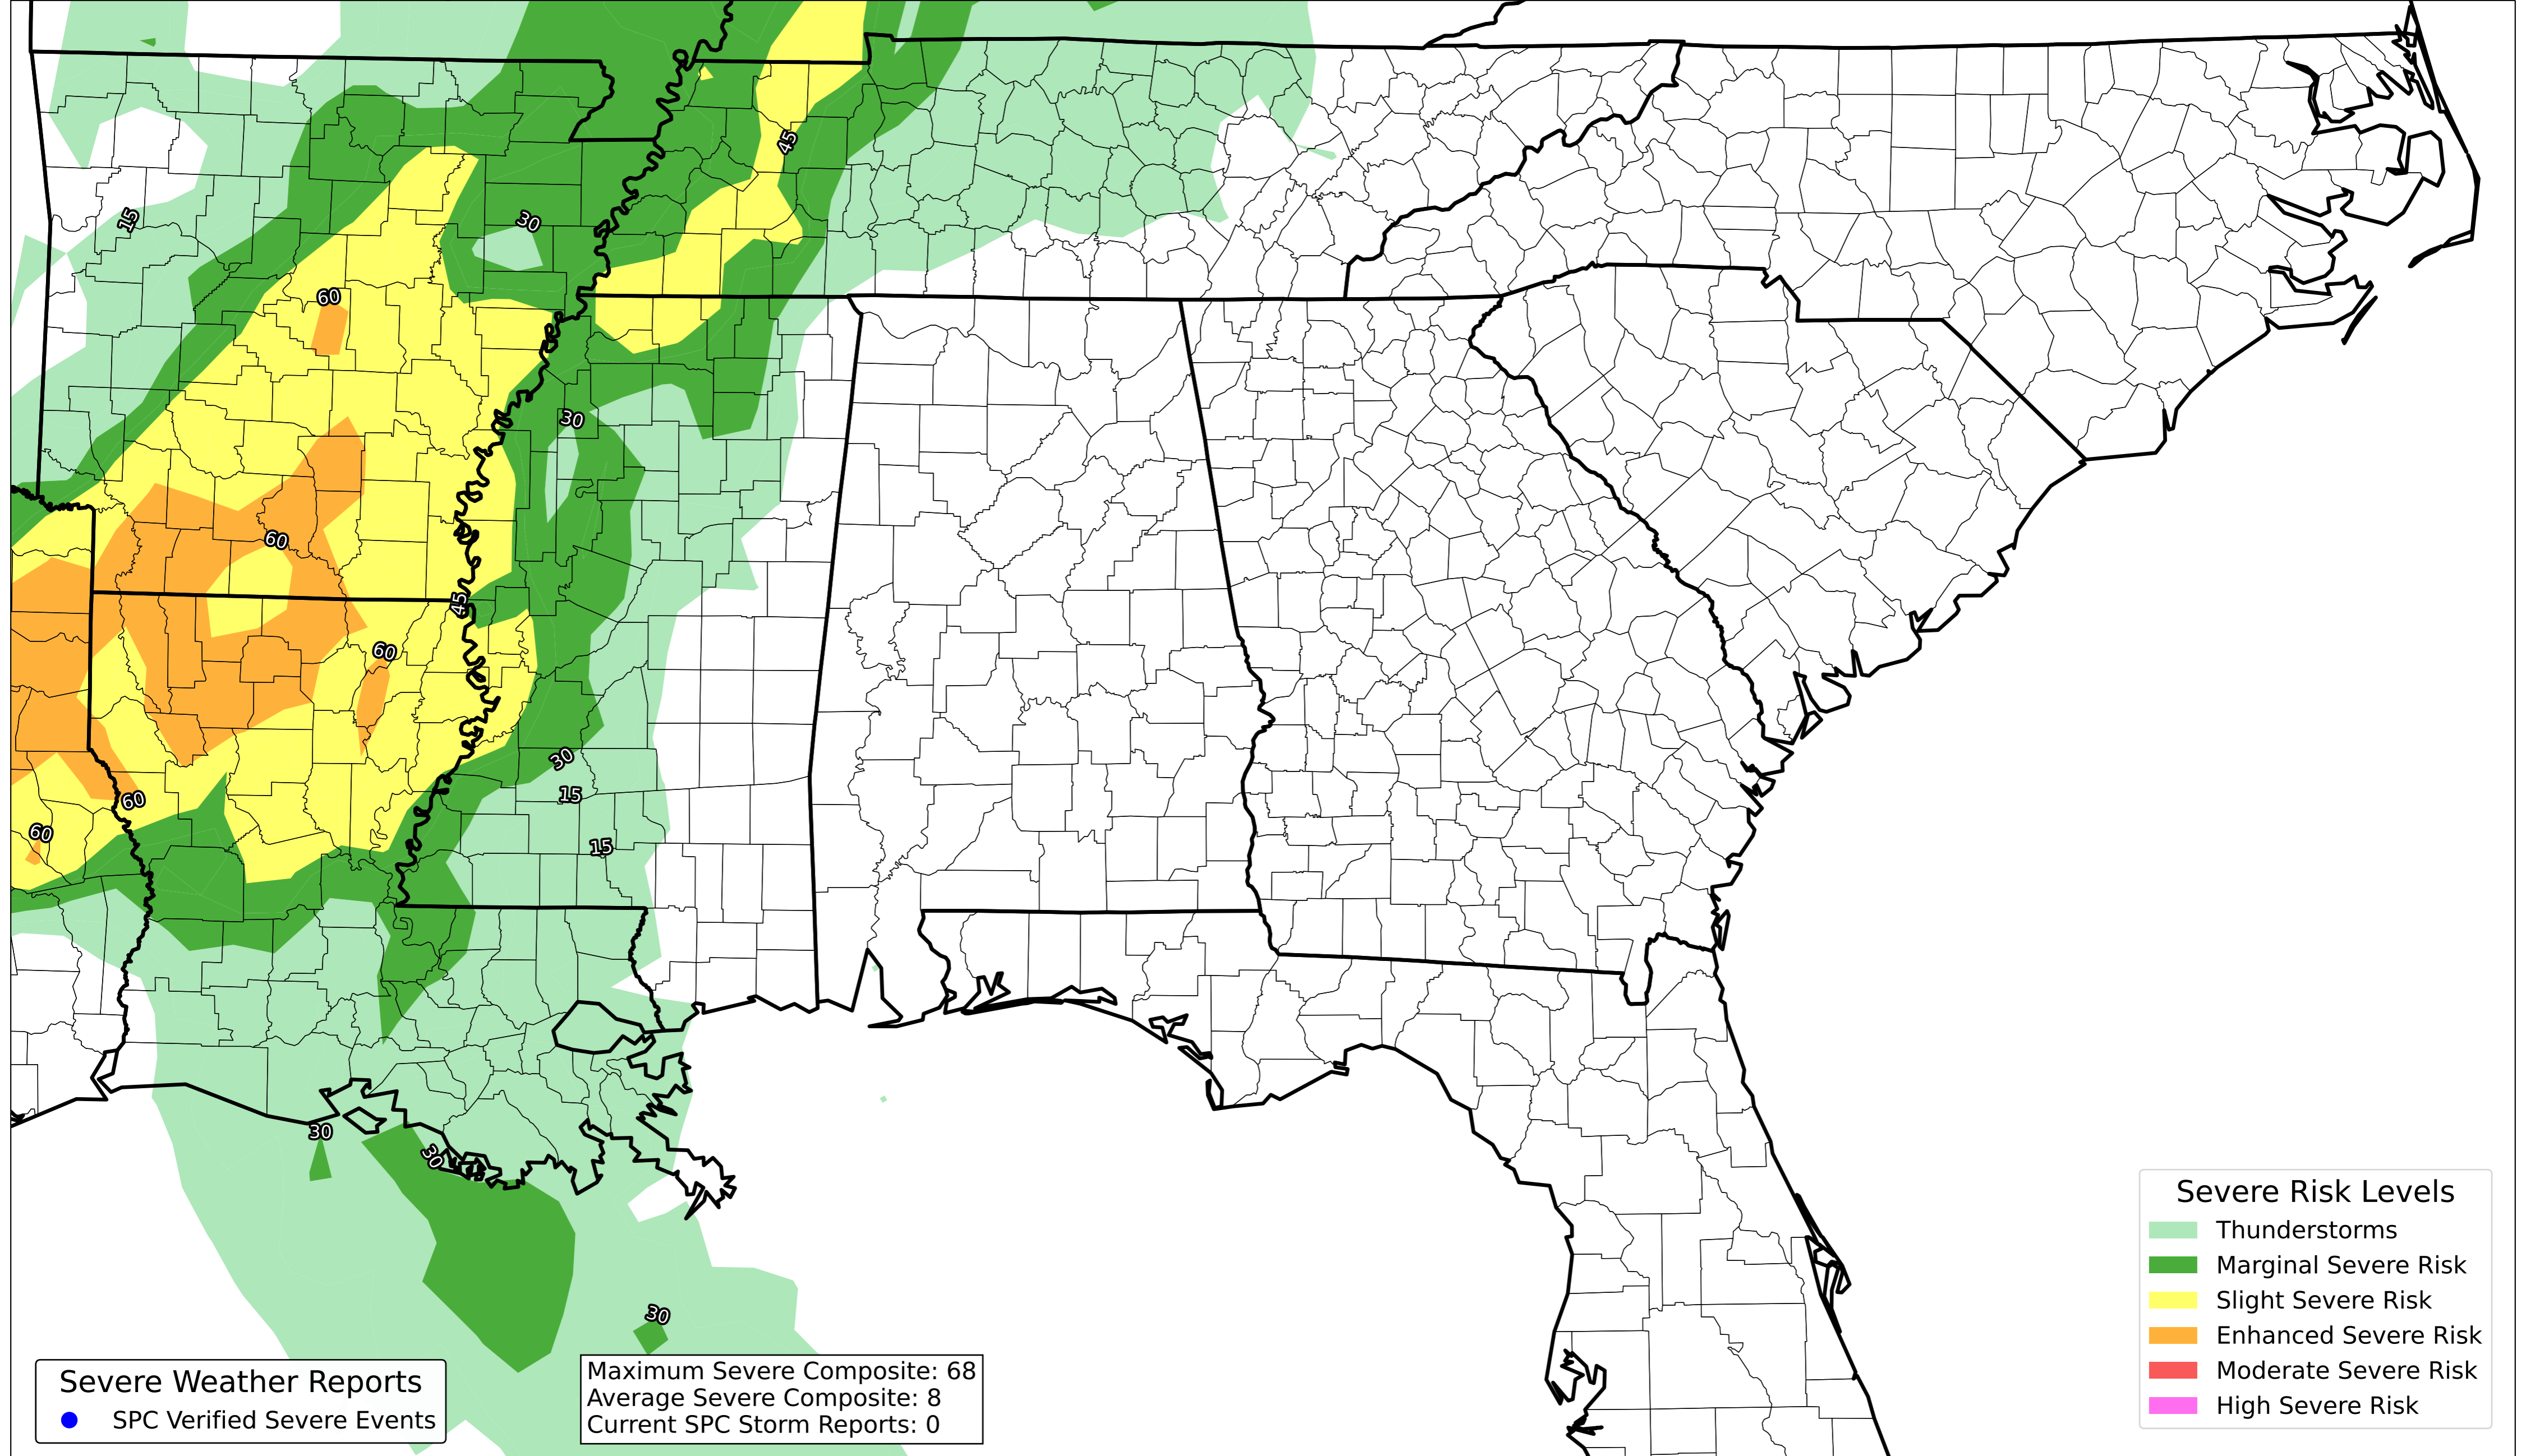 45
15
30
60
30
60
45
60
30
15
60
60
15
30
30
30
Severe Risk Levels
Thunderstorms
Marginal Severe Risk
Slight Severe Risk
Enhanced Severe Risk
Moderate Severe Risk
High Severe Risk
Severe Weather Reports
SPC Verified Severe Events
Maximum Severe Composite: 68
Average Severe Composite: 8
Current SPC Storm Reports: 0